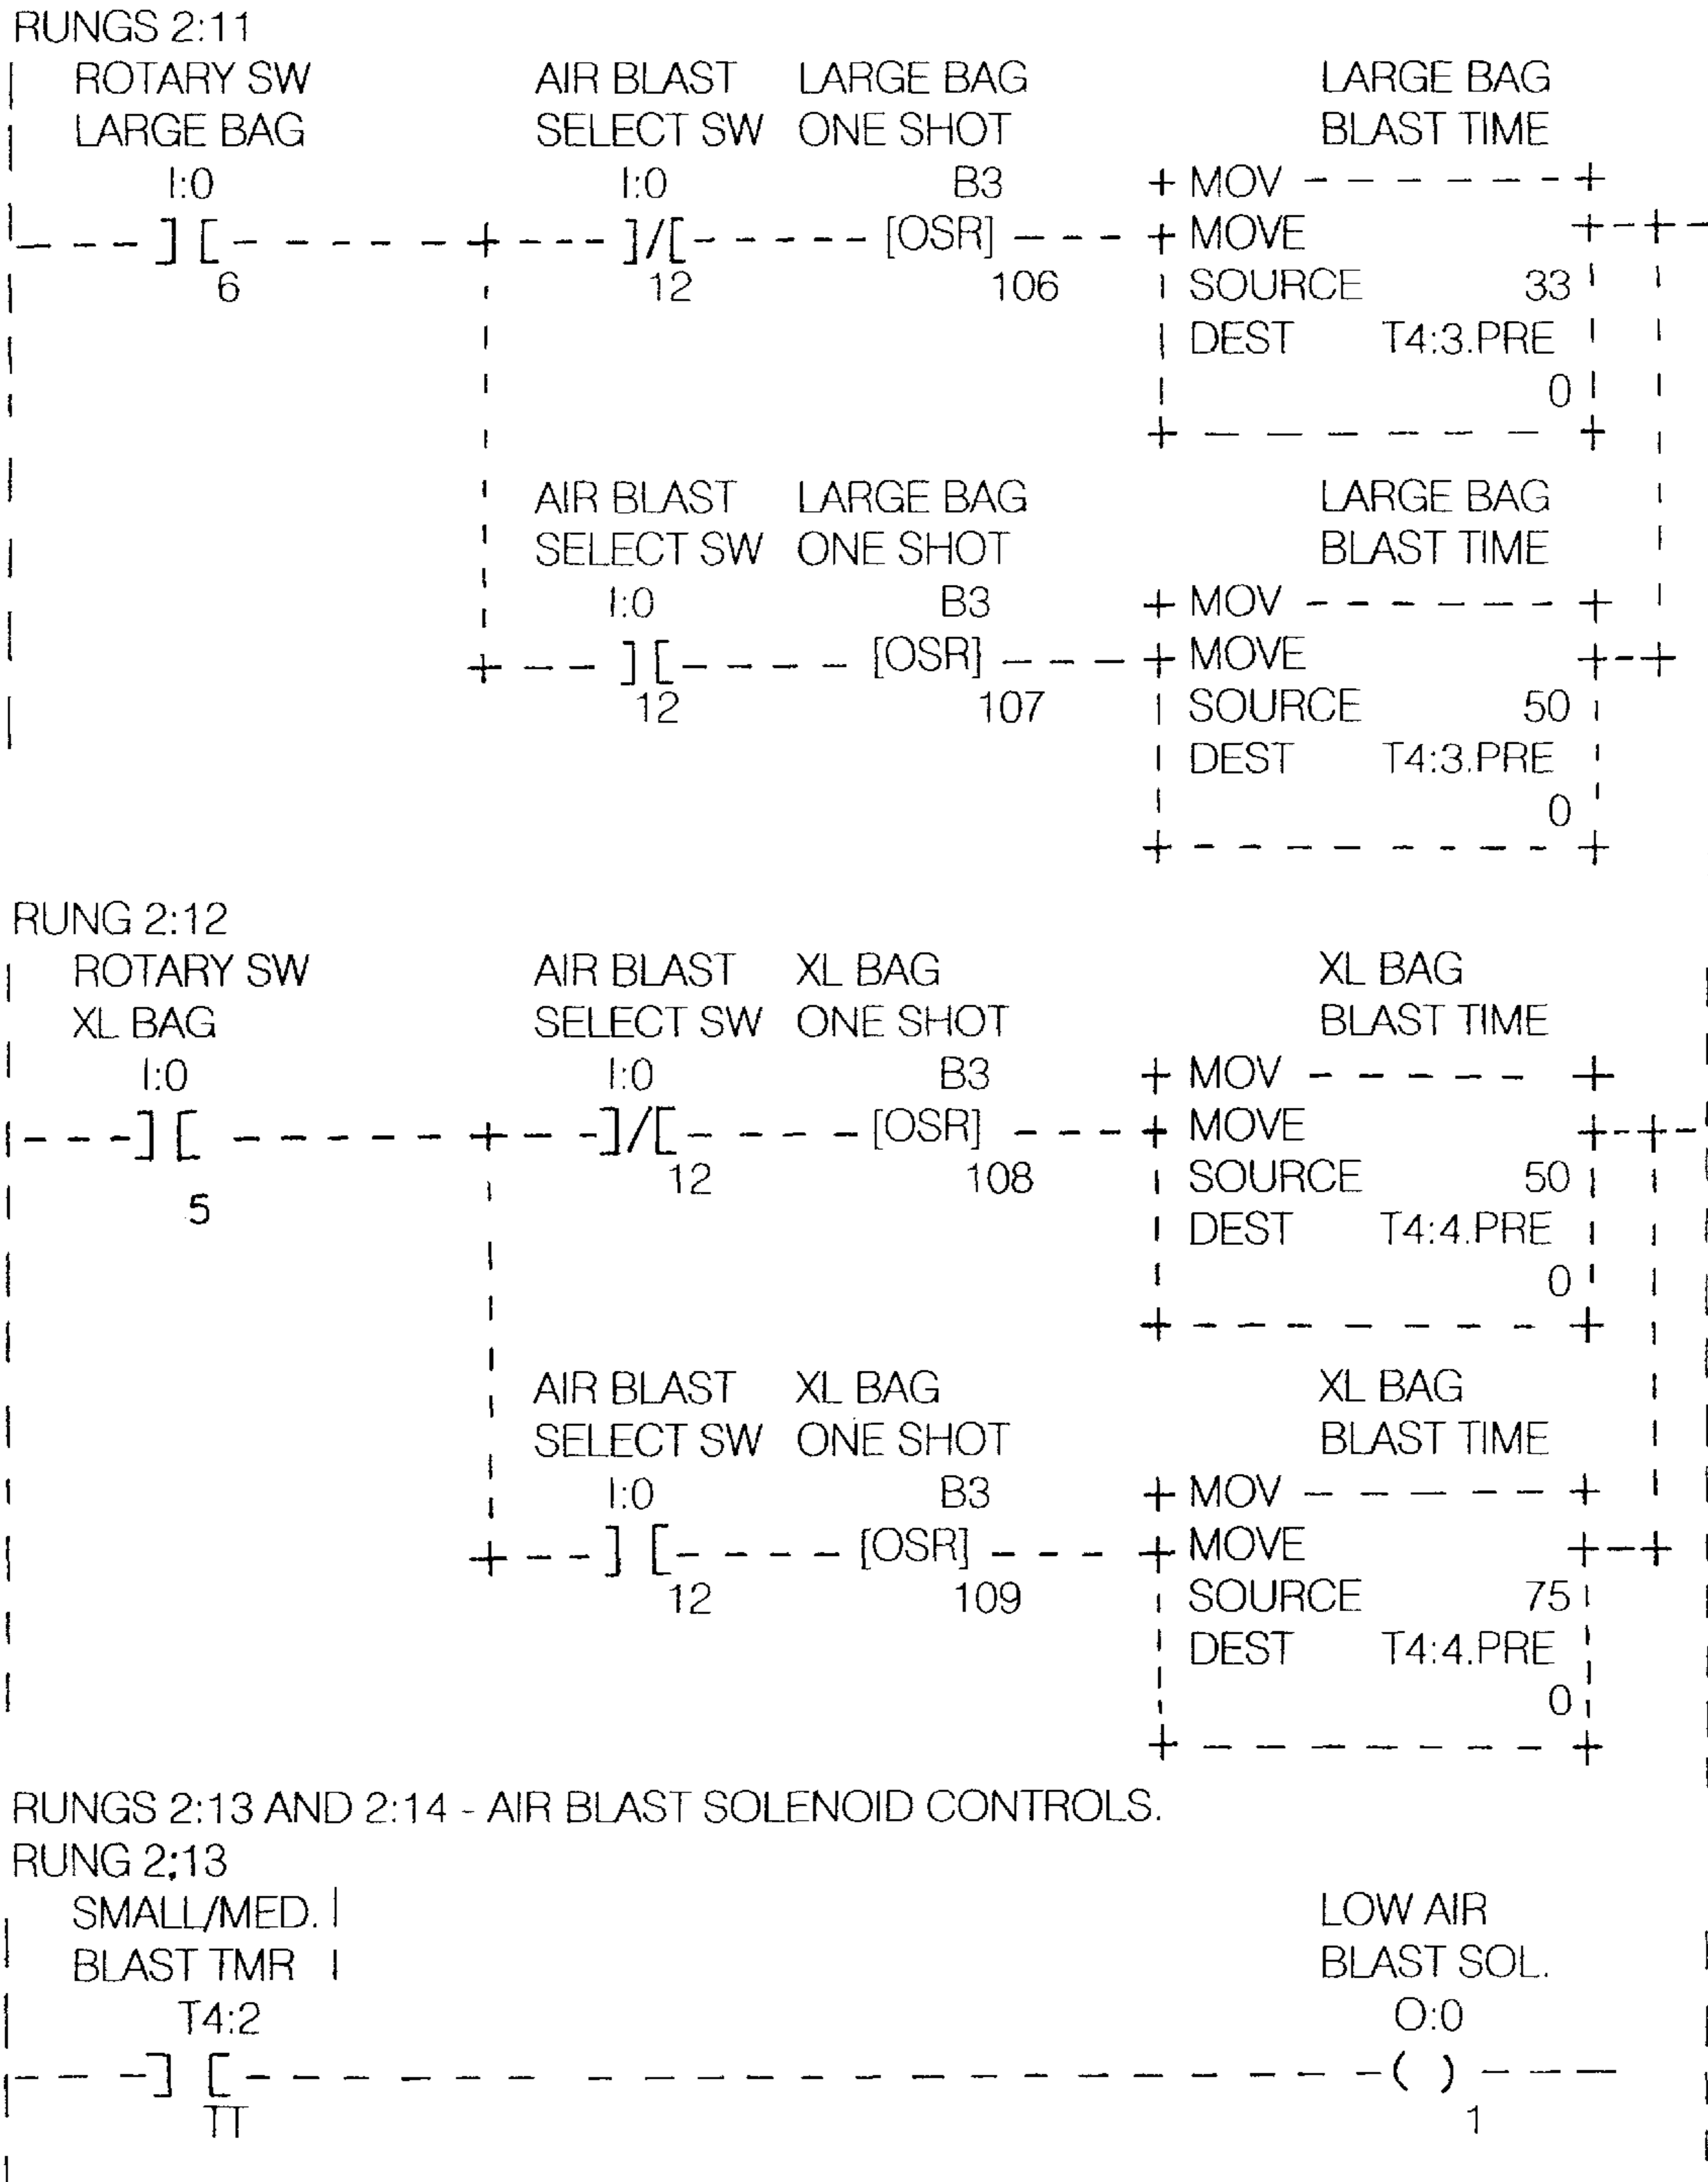 RUNGS 2:11
ROTARY SW AIR BLAST LARGE BAG LARGE BAG
LARGE BAG SELECT SW ONE SHOT BLAST TIME
I:0 I:0 B3 + MOV - - - - - - -+
|- - - ] [ - - - - - - + - - - - ]/[ - - - - - [OSR] - - - + MOVE +--+--
6 12 106 | SOURCE 33 |
| DEST T4:3.PRE |
| 0 |
+ - - - - - - - +
AIR BLAST LARGE BAG LARGE BAG
SELECT SW ONE SHOT BLAST TIME
I:0 B3 + MOV - - - - - - - +
+ - - - ] [ - - - - - [OSR] - - - + MOVE +--+
12 107 | SOURCE 50 |
| DEST T4:3.PRE |
| 0 |
+ - - - - - - - - +
RUNG 2:12
ROTARY SW AIR BLAST XL BAG XL BAG
XL BAG SELECT SW ONE SHOT BLAST TIME
I:0 I:0 B3 + MOV - - - - - +
|- - - -] [ - - - - - - - + - - -]/[ - - - - -[OSR] - - - + MOVE +--+--
5 12 108 | SOURCE 50 |
| DEST T4:4.PRE |
| 0 |
+ - - - - - - - - +
AIR BLAST XL BAG XL BAG
SELECT SW ONE SHOT BLAST TIME
I:0 B3 + MOV - - - - - - +
+ - - - ] [ - - - - - [OSR] - - - + MOVE +--+
12 109 | SOURCE 75 |
| DEST T4:4.PRE |
| 0 |
+ - - - - - - - - +
RUNGS 2:13 AND 2:14 - AIR BLAST SOLENOID CONTROLS.
RUNG 2:13
SMALL/MED. | LOW AIR
BLAST TMR | BLAST SOL.
T4:2 O:0
|- - - -] [- - - - - - - - - - - - - - - - - - - -( ) - - - -
TT 1